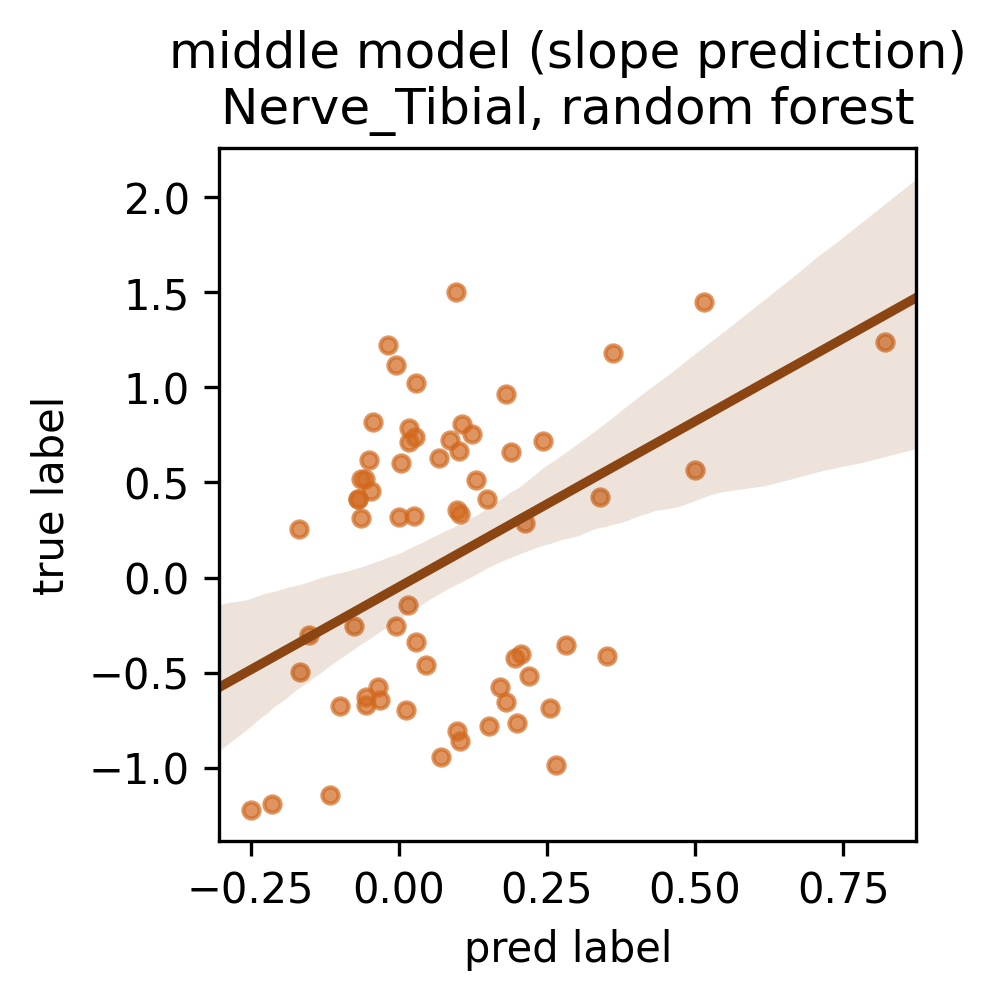 middle model (slope prediction)
Nerve_Tibial, random forest
2.0
1.5
1.0
0.5
0.0
−0.5
−1.0
true label
−0.25 0.00 0.25 0.50 0.75
pred label